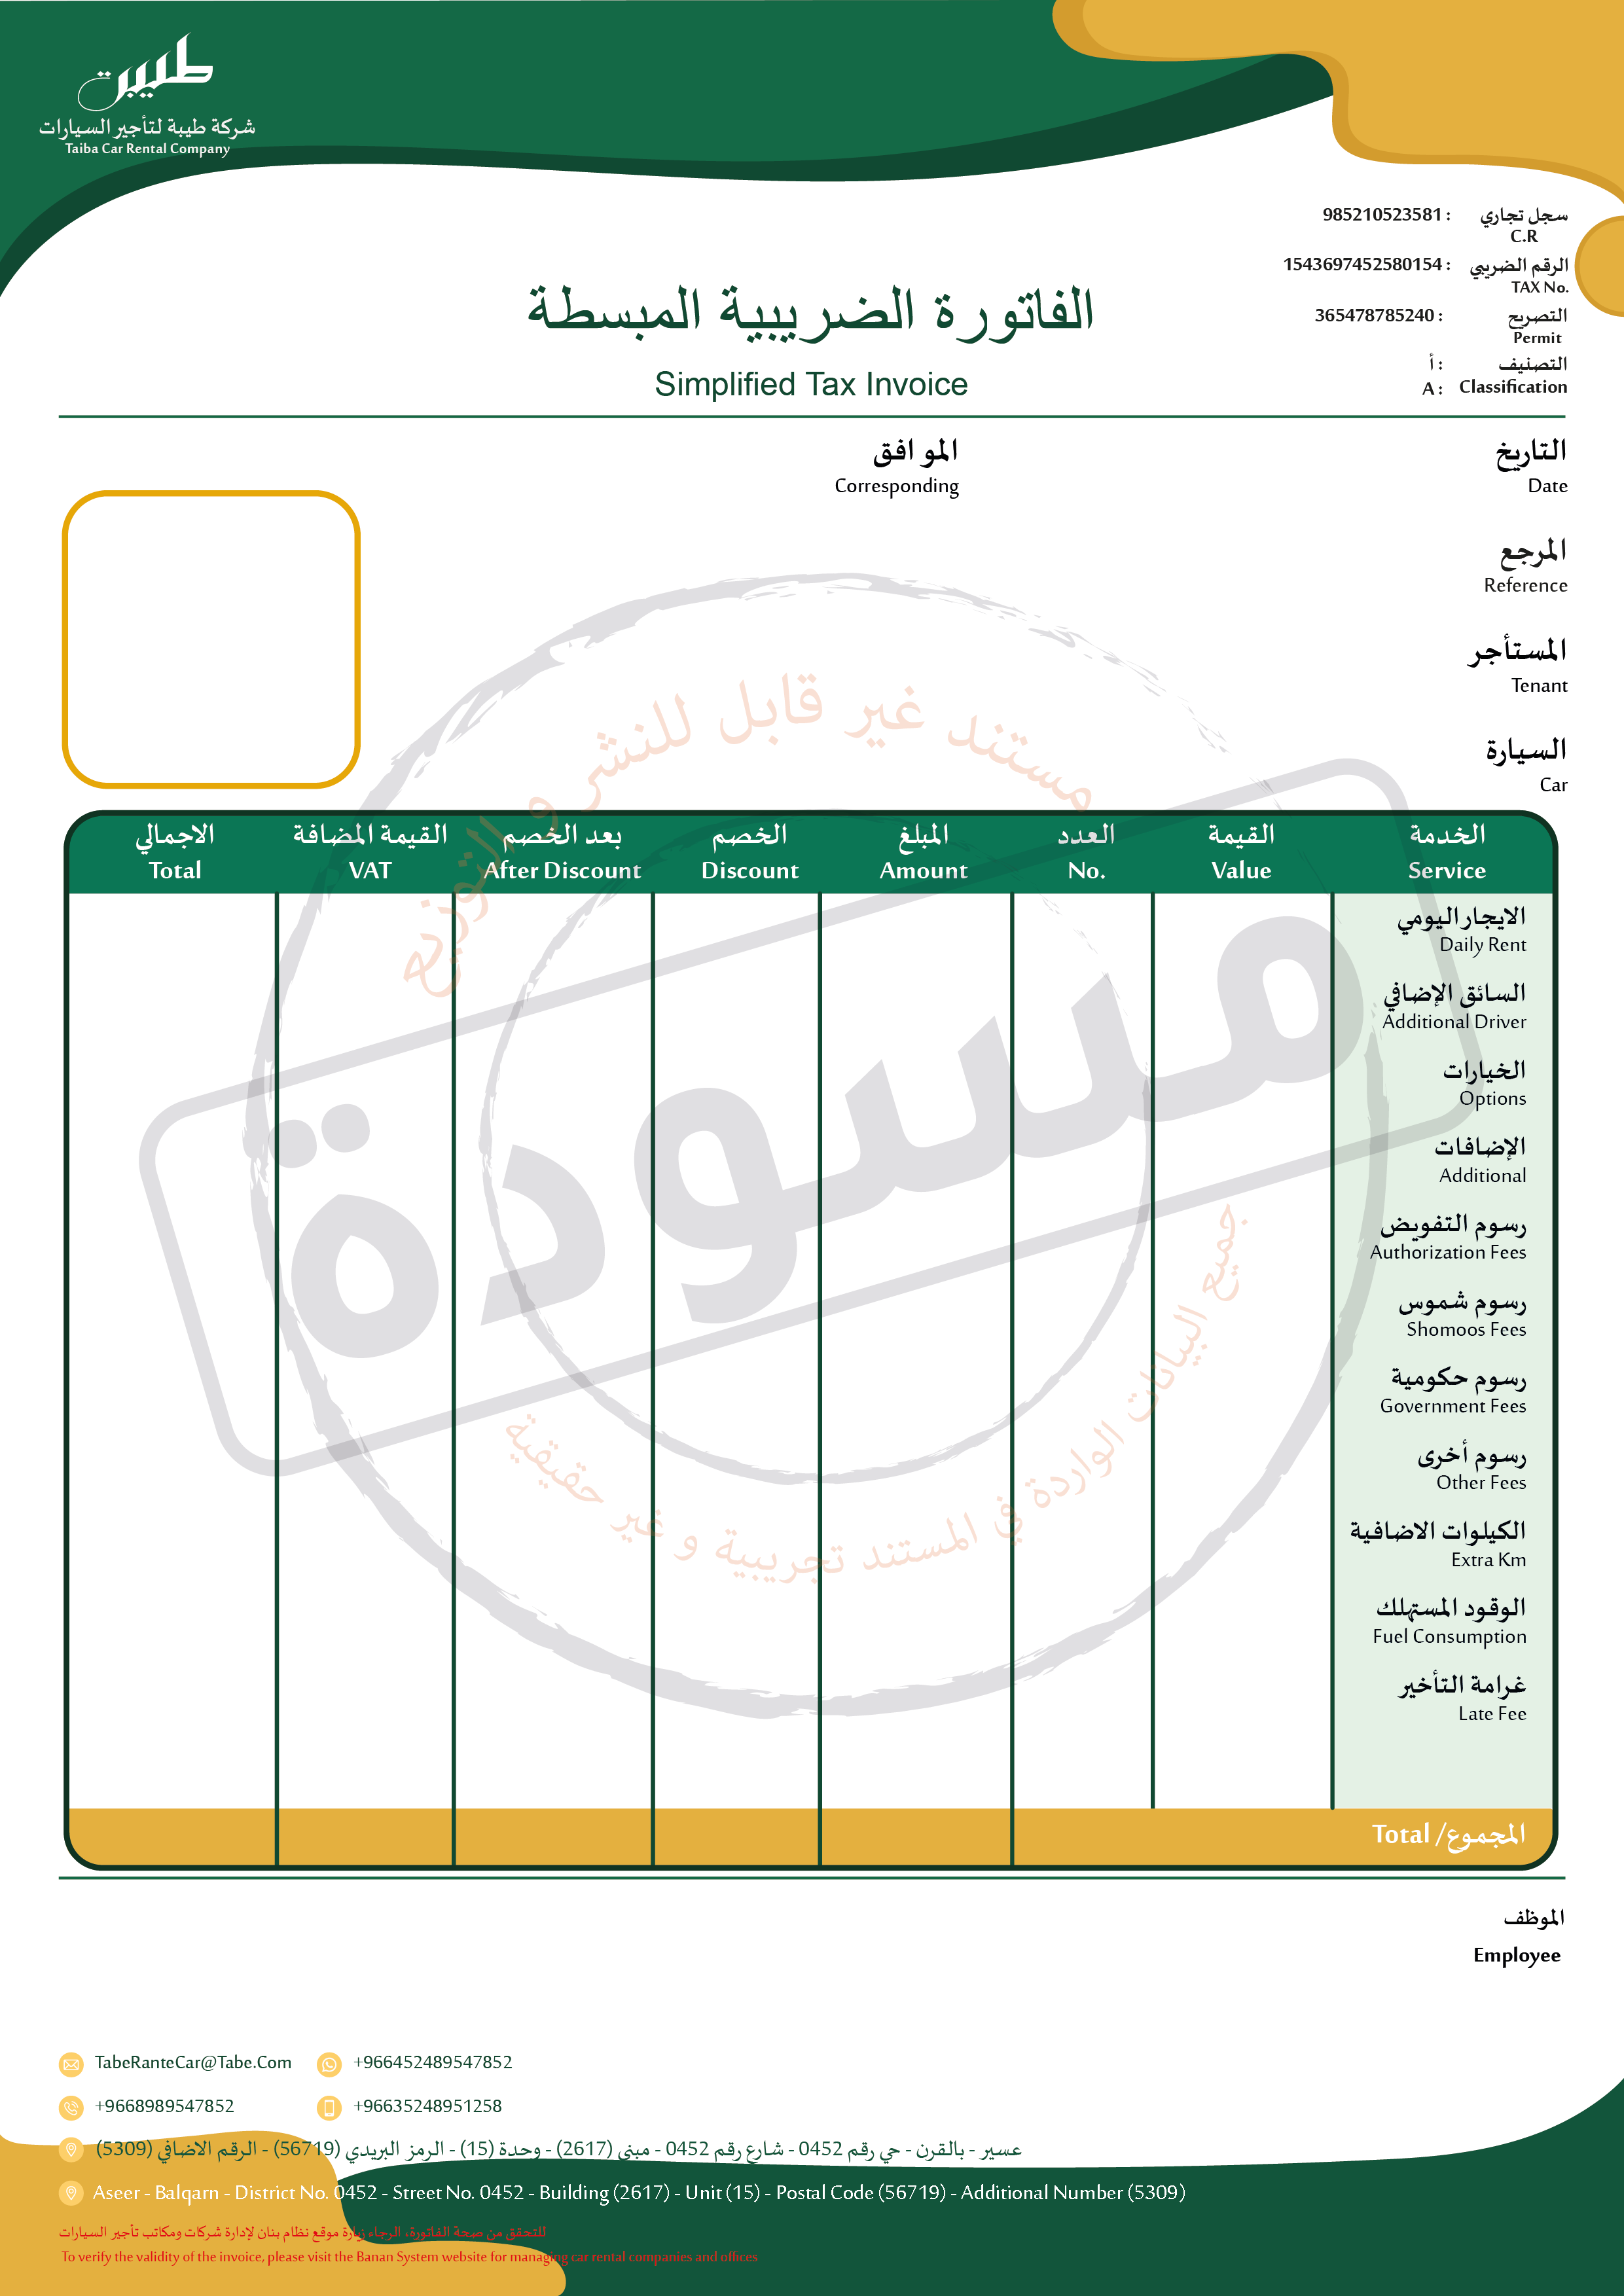 طيبة
شركة طيبة لتأجير السيارات
Taiba Car Rental Company
سجل تجاري : 985210523581
C.R
الرقم الضريبي : 1543697452580154
TAX No.
التصريح : 365478785240
Permit
التصنيف : أ
Classification : A
الفاتورة الضريبية المبسطة
Simplified Tax Invoice
التاريخ
Date
الموافق
Corresponding
المرجع
Reference
المستأجر
Tenant
السيارة
Car
مستند غير قابل للنشر و التوزيع
مسودة
جميع البيانات الواردة في المستند تجريبية و غير حقيقية
الخدمة القيمة العدد المبلغ الخصم بعد الخصم القيمة المضافة الاجمالي
Service Value No. Amount Discount After Discount VAT Total
الايجار اليومي
Daily Rent
السائق الإضافي
Additional Driver
الخيارات
Options
الإضافات
Additional
رسوم التفويض
Authorization Fees
رسوم شموس
Shomoos Fees
رسوم حكومية
Government Fees
رسوم أخرى
Other Fees
الكيلوات الاضافية
Extra Km
الوقود المستهلك
Fuel Consumption
غرامة التأخير
Late Fee
المجموع/ Total
الموظف
Employee
TabeRanteCar@Tabe.Com +966452489547852
+9668989547852 +96635248951258
عسير - بالقرن - حي رقم 0452 - شارع رقم 0452 - مبنى (2617) - وحدة (15) - الرمز البريدي (56719) - الرقم الاضافي (5309)
Aseer - Balqarn - District No. 0452 - Street No. 0452 - Building (2617) - Unit (15) - Postal Code (56719) - Additional Number (5309)
للتحقق من صحة الفاتورة، الرجاء زيارة موقع نظام بنان لإدارة شركات ومكاتب تأجير السيارات
To verify the validity of the invoice, please visit the Banan System website for managing car rental companies and offices